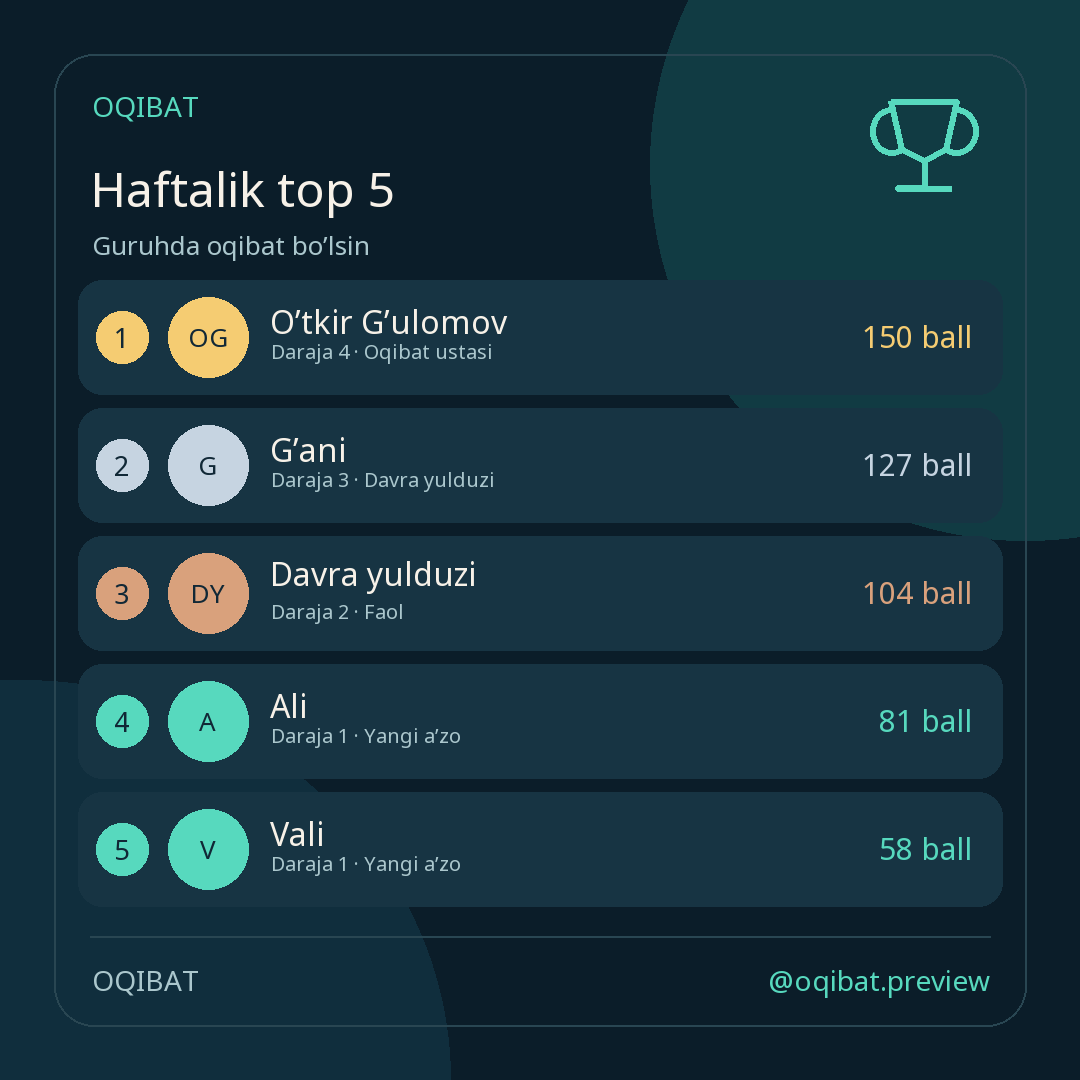 OQIBAT
Haftalik top 5
Guruhda oqibat bo’lsin
1 OG O’tkir G’ulomov 150 ball
Daraja 4 · Oqibat ustasi
2 G G’ani 127 ball
Daraja 3 · Davra yulduzi
3 DY Davra yulduzi 104 ball
Daraja 2 · Faol
4 A Ali 81 ball
Daraja 1 · Yangi a’zo
5 V Vali 58 ball
Daraja 1 · Yangi a’zo
OQIBAT @oqibat.preview